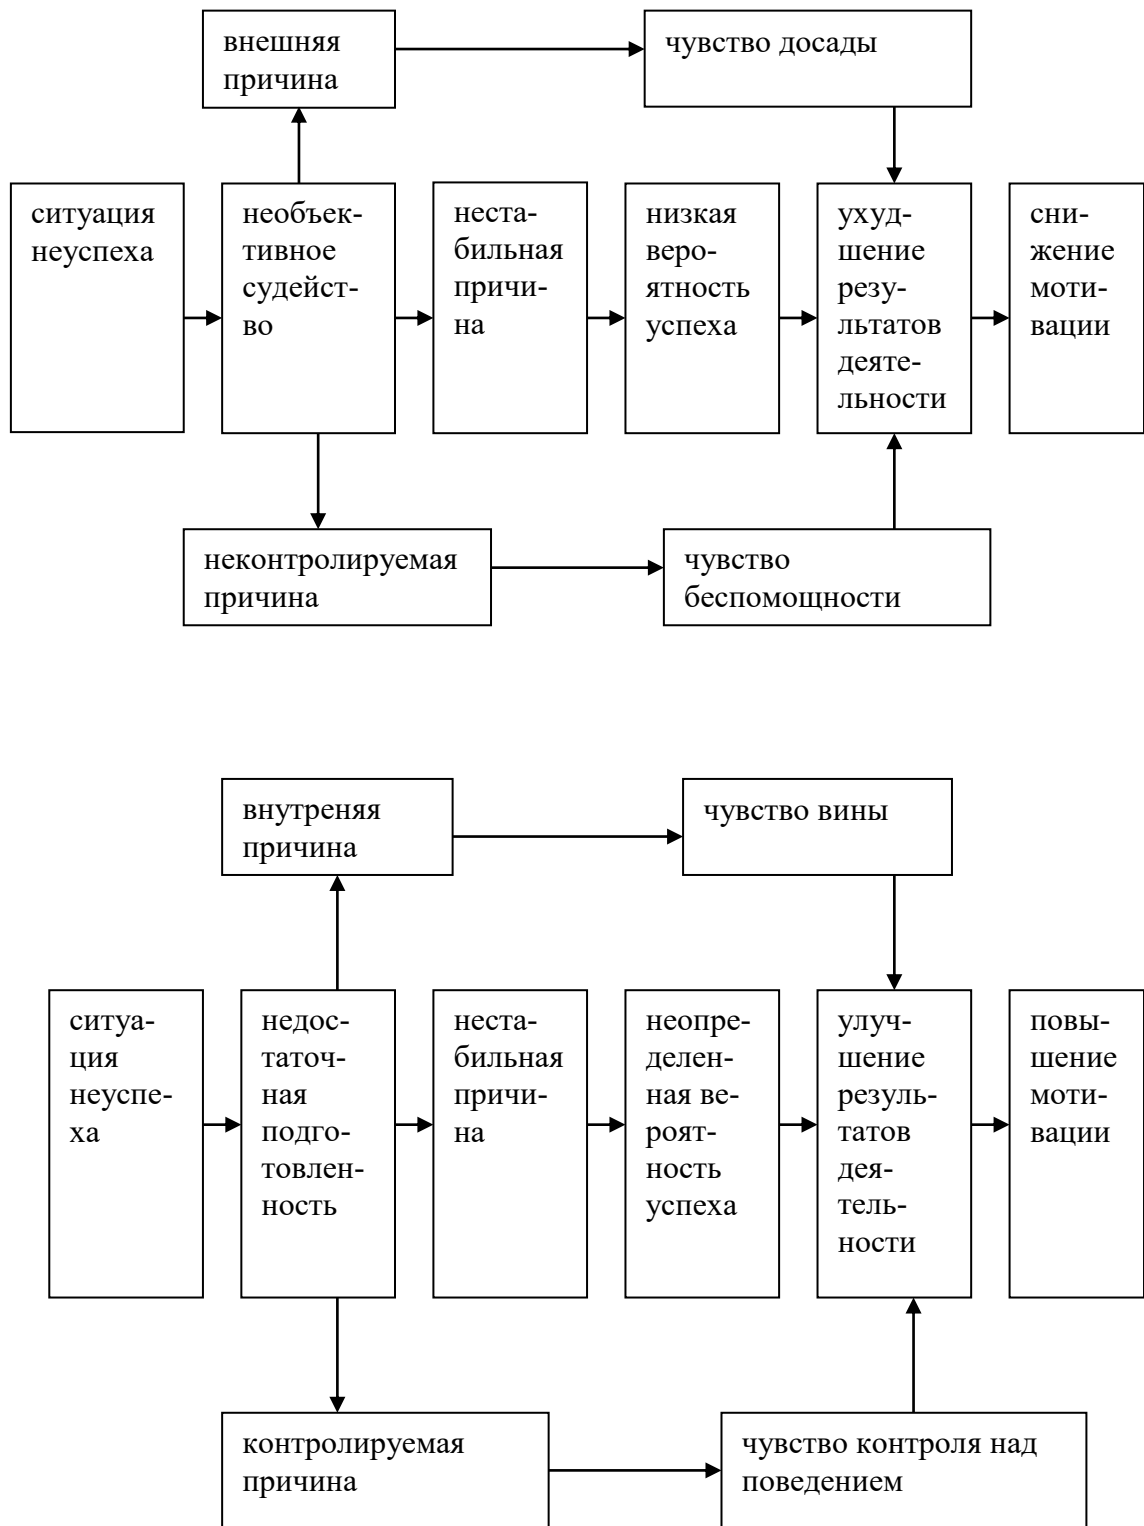 внешняя
причина
чувство досады
ситуация
неуспеха
необъек-
тивное
судейст-
во
неста-
бильная
причи-
на
низкая
веро-
ятность
успеха
ухуд-
шение
резу-
льтатов
деяте-
льности
сни-
жение
моти-
вации
неконтролируемая
причина
чувство
беспомощности
внутреняя
причина
чувство вины
ситуа-
ция
неуспе-
ха
недос-
таточ-
ная
подго-
товлен-
ность
неста-
бильная
причи-
на
неопре-
делен-
ная ве-
роят-
ность
успеха
улуч-
шение
резуль-
татов
дея-
тель-
ности
повы-
шение
моти-
вации
контролируемая
причина
чувство контроля над
поведением